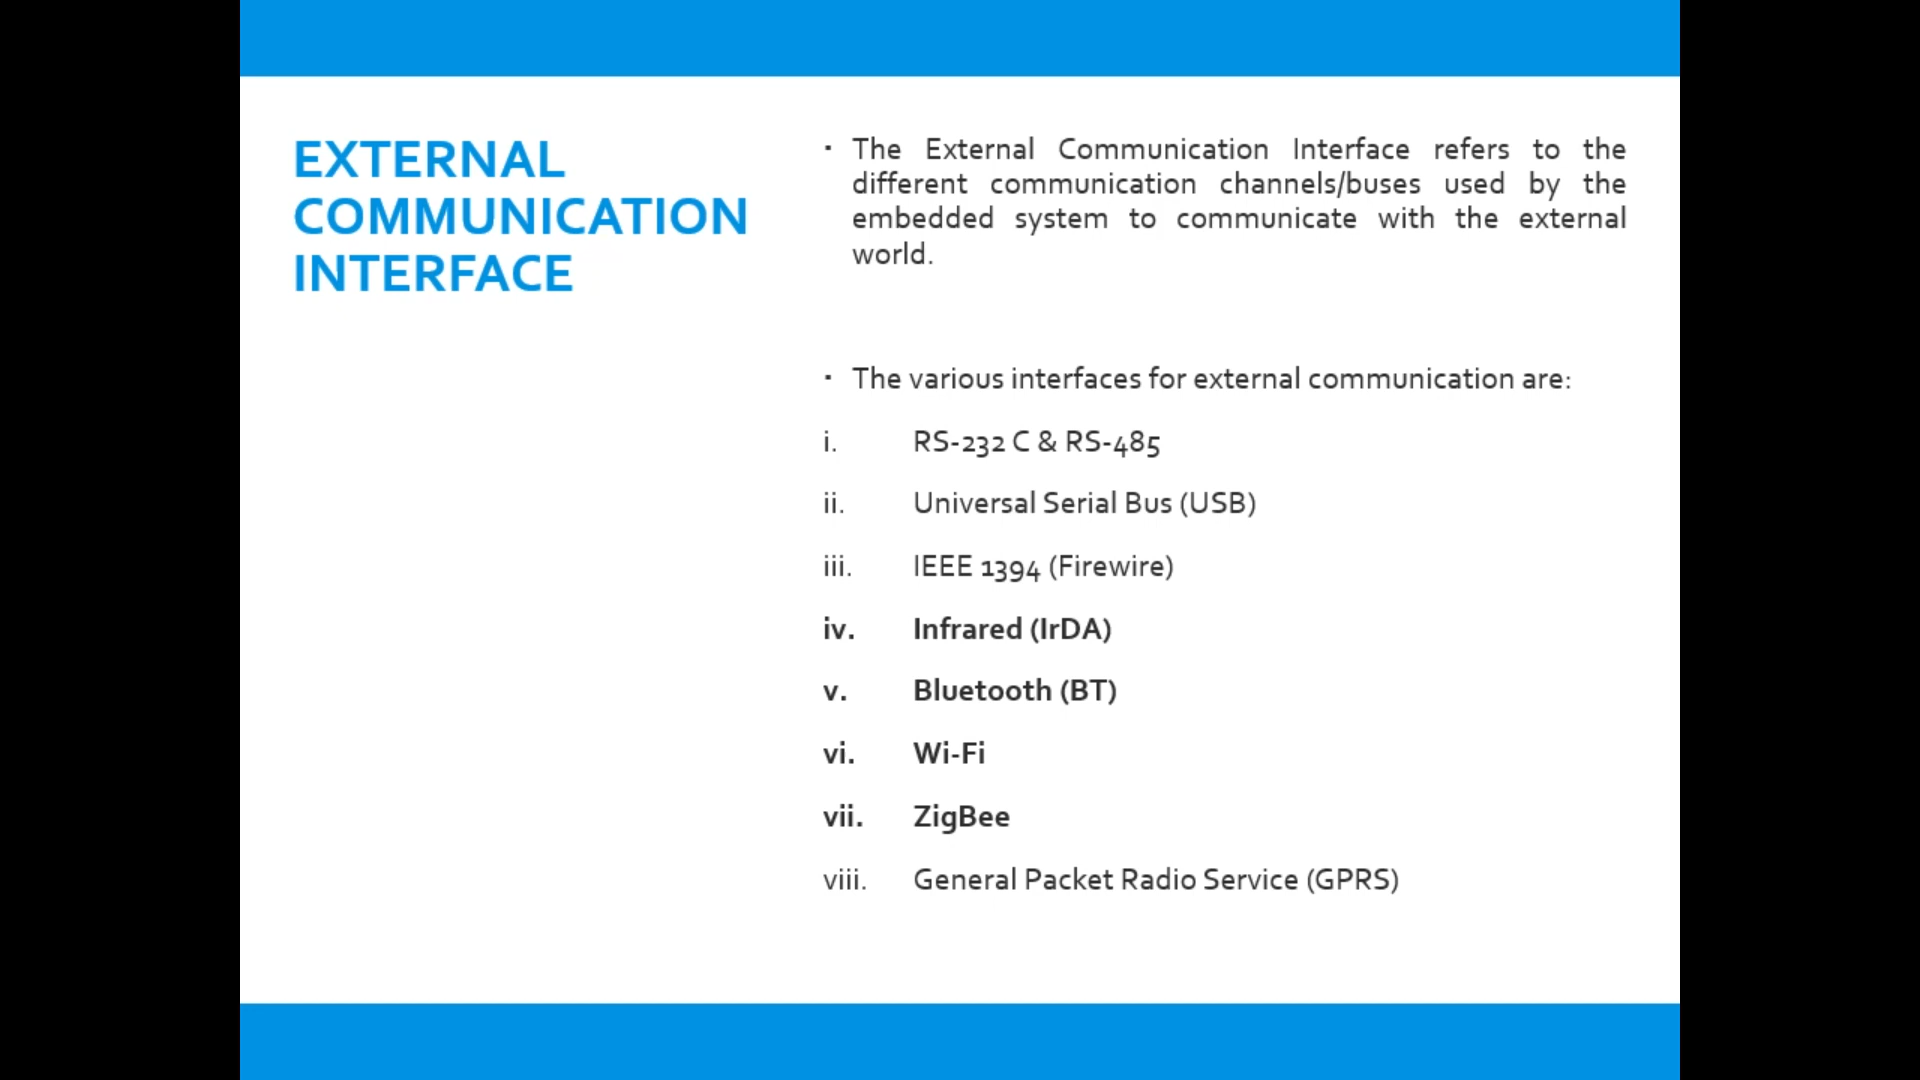 EXTERNAL
COMMUNICATION
INTERFACE
▪ The External Communication Interface refers to the
different communication channels/buses used by the
embedded system to communicate with the external
world.
▪ The various interfaces for external communication are:
i. RS-232 C & RS-485
ii. Universal Serial Bus (USB)
iii. IEEE 1394 (Firewire)
iv. Infrared (IrDA)
v. Bluetooth (BT)
vi. Wi-Fi
vii. ZigBee
viii. General Packet Radio Service (GPRS)